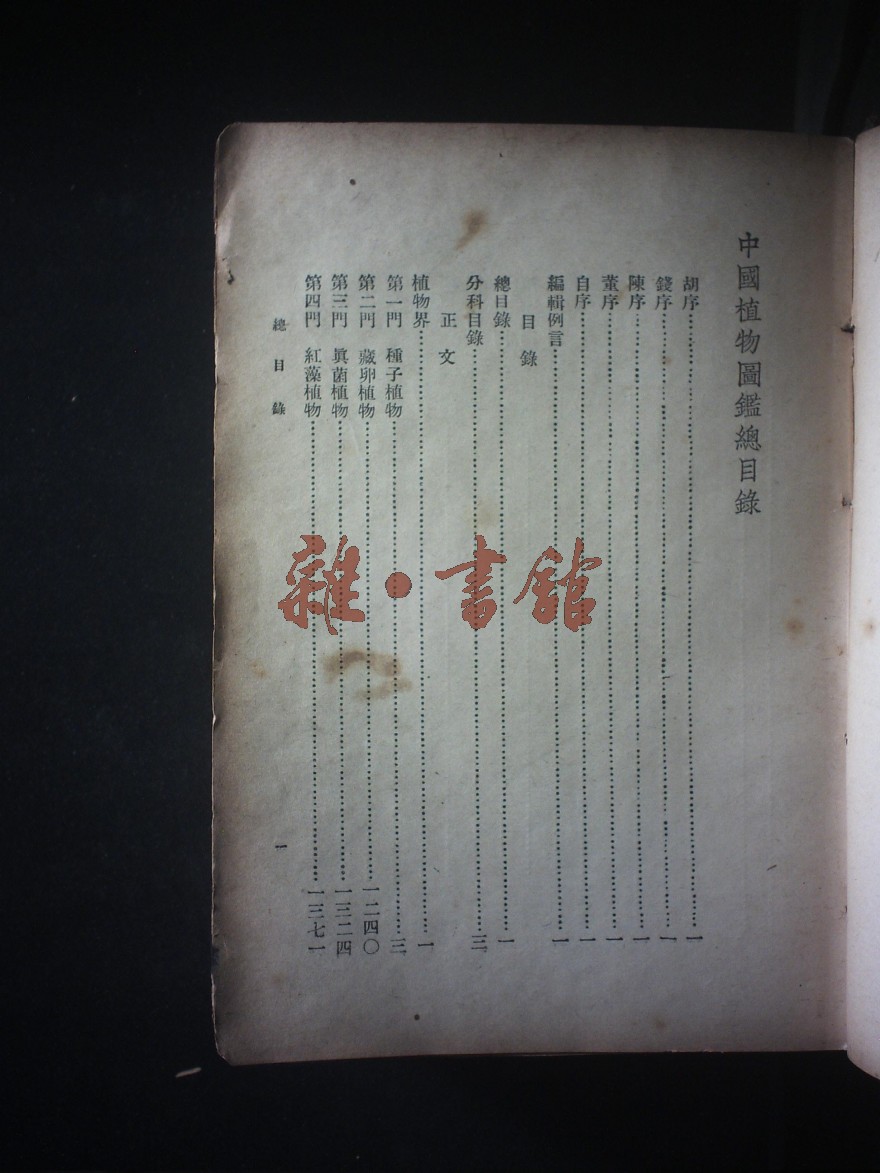 中國植物圖鑑總目錄
胡序……一
錢序……一
陳序……一
董序……一
自序……一
編輯例言……一
目錄
總目錄……一
分科目錄……三
正文
植物界……一
第一門 種子植物……三
第二門 藏卵植物……一二四〇
第三門 眞菌植物……一三二四
第四門 紅藻植物……一三七一
總目錄 一
雜·書館